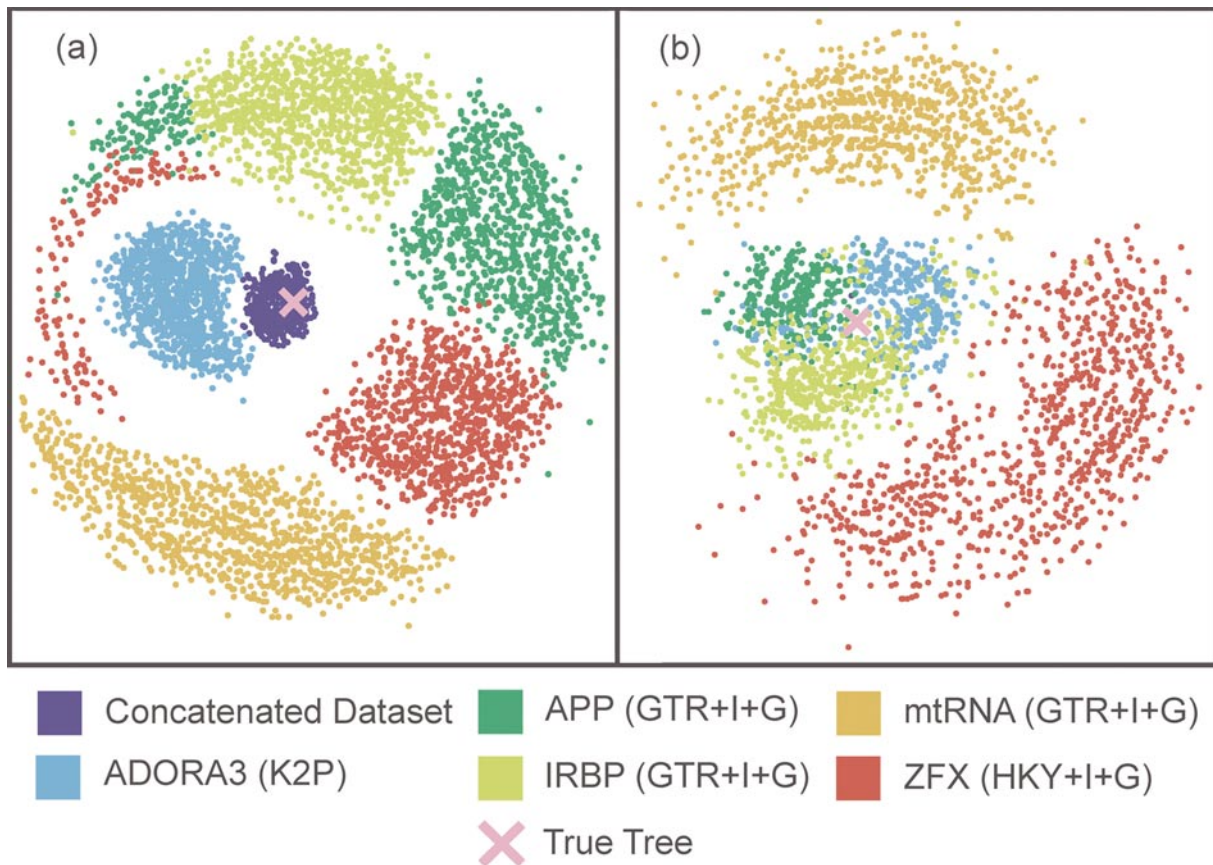 (a) (b)
Concatenated Dataset APP (GTR+I+G) mtRNA (GTR+I+G)
ADORA3 (K2P) IRBP (GTR+I+G) ZFX (HKY+I+G)
True Tree